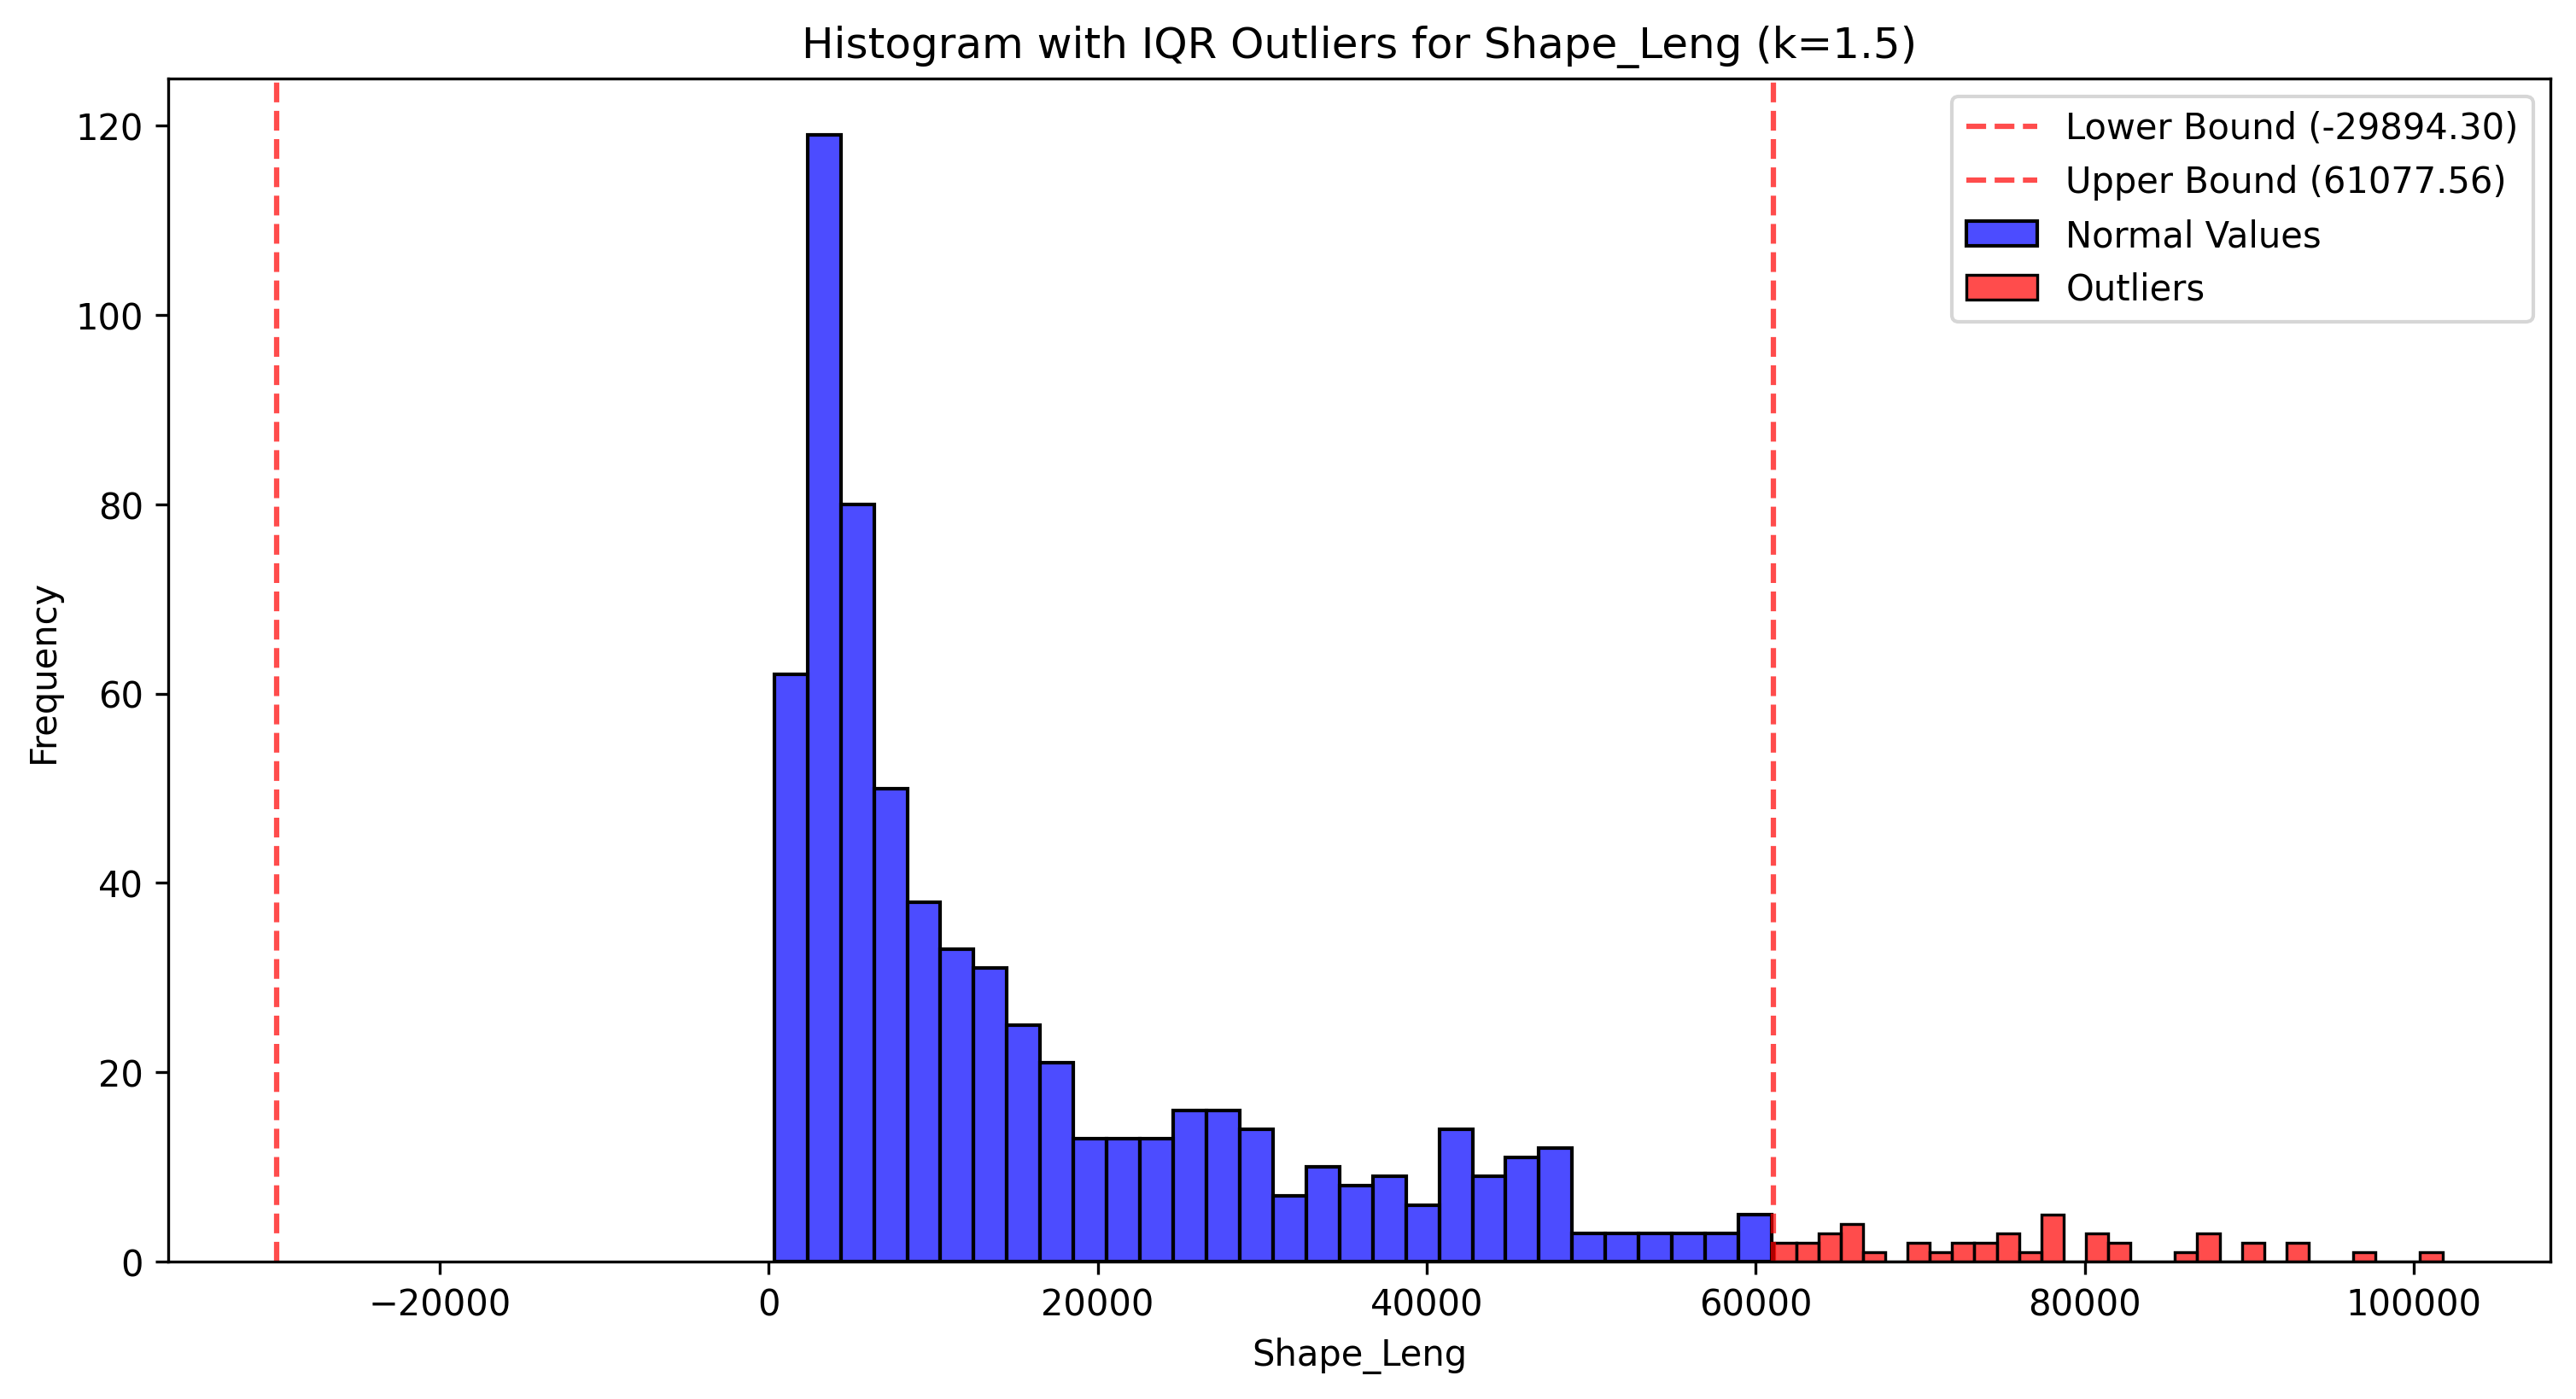 Histogram with IQR Outliers for Shape_Leng (k=1.5)
Lower Bound (-29894.30)
Upper Bound (61077.56)
Normal Values
Outliers
120
100
80
60
40
20
0
Frequency
−20000
0
20000
40000
60000
80000
100000
Shape_Leng